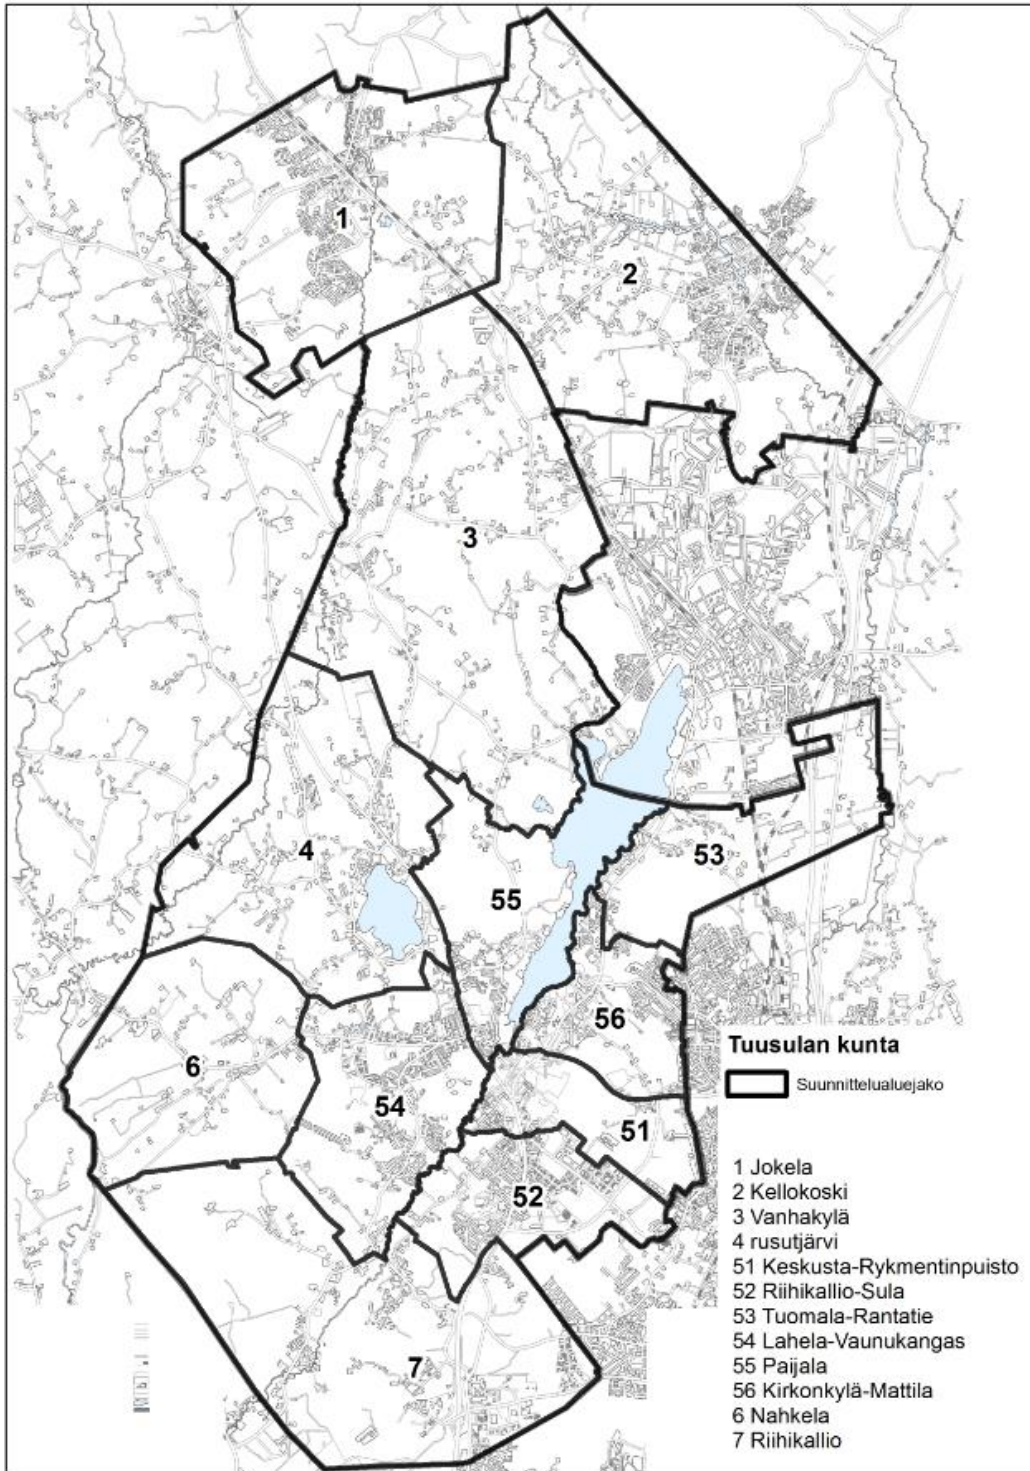 1
2
3
4
53
55
56
6
54
51
52
7
Tuusulan kunta
Suunnittelualuejako
1 Jokela
2 Kellokoski
3 Vanhakylä
4 rusutjärvi
51 Keskusta-Rykmentinpuisto
52 Riihikallio-Sula
53 Tuomala-Rantatie
54 Lahela-Vaunukangas
55 Paijala
56 Kirkonkylä-Mattila
6 Nahkela
7 Riihikallio